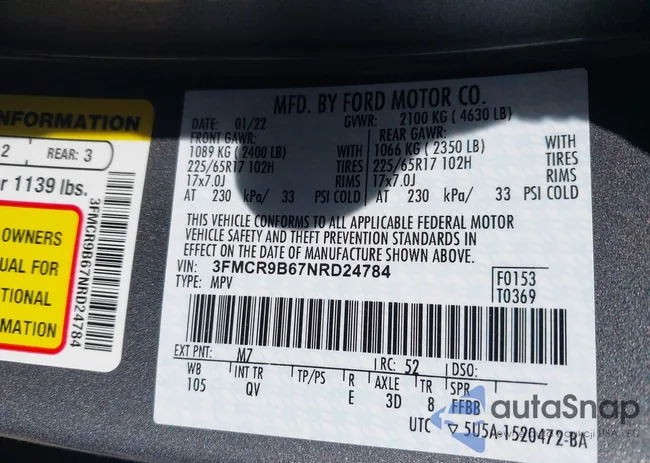 NFORMATION
2 REAR: 3
r 1139 lbs.
OWNERS
UAL FOR
TIONAL
MATION
3FMCR9B67NRD24784
MFD. BY FORD MOTOR CO.
DATE: 01/22 GVWR: 2100 KG ( 4630 LB)
FRONT GAWR: REAR GAWR:
1089 KG ( 2400 LB) WITH 1066 KG ( 2350 LB) WITH
225/65R17 102H TIRES 225/65R17 102H TIRES
17x7.0J RIMS 17x7.0J RIMS
AT 230 kPa/ 33 PSI COLD AT 230 kPa/ 33 PSI COLD
THIS VEHICLE CONFORMS TO ALL APPLICABLE FEDERAL MOTOR
VEHICLE SAFETY AND THEFT PREVENTION STANDARDS IN
EFFECT ON THE DATE OF MANUFACTURE SHOWN ABOVE.
VIN: 3FMCR9B67NRD24784 F0153
TYPE: MPV T0369
EXT PNT: M7 RC: 52 DSO:
WB INT TR TP/PS R AXLE TR SPR
105 QV E 3D 8 FFBB
autoSnap
UTC ▽ 5U5A-1520472-BA